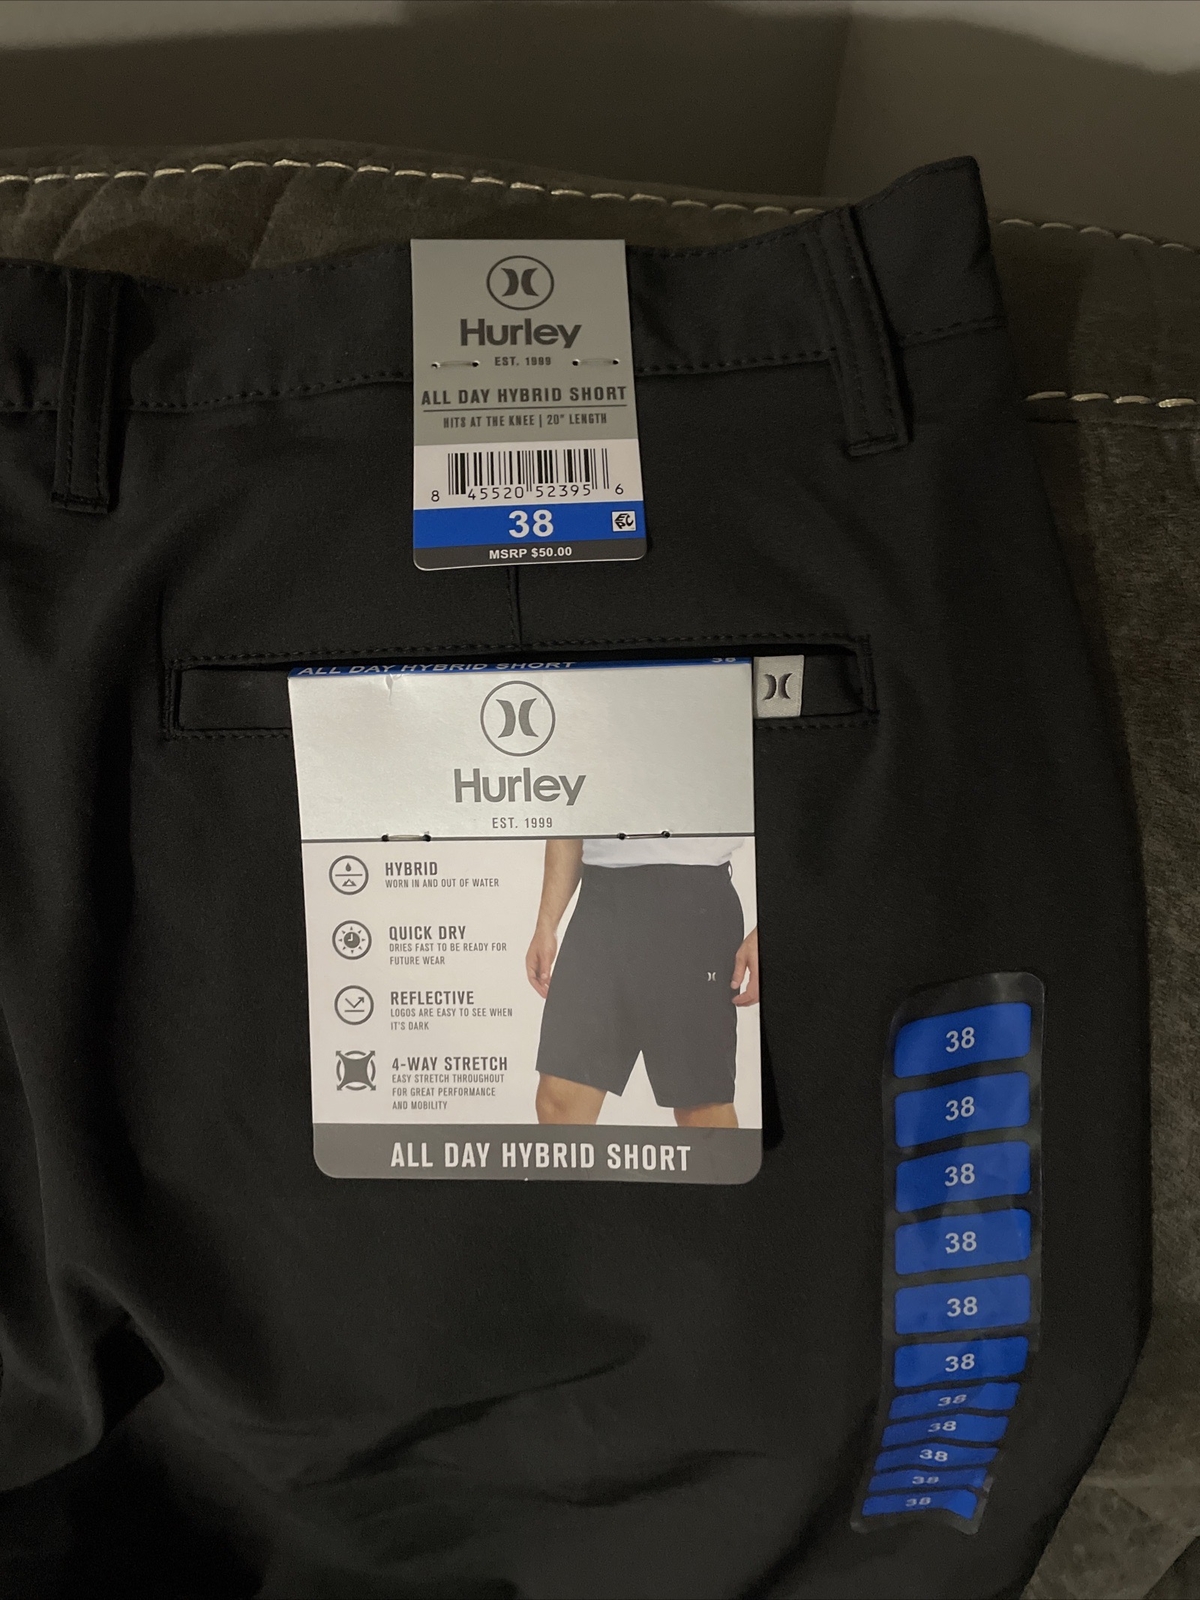 Hurley
EST. 1999
ALL DAY HYBRID SHORT
HITS AT THE KNEE | 20" LENGTH
8 45520 52395 6
38
MSRP $50.00
ALL DAY HYBRID SHORT 38
Hurley
EST. 1999
HYBRID
WORN IN AND OUT OF WATER
QUICK DRY
DRIES FAST TO BE READY FOR
FUTURE WEAR
REFLECTIVE
LOGOS ARE EASY TO SEE WHEN
IT'S DARK
4-WAY STRETCH
EASY STRETCH THROUGHOUT
FOR GREAT PERFORMANCE
AND MOBILITY
ALL DAY HYBRID SHORT
38
38
38
38
38
38
38
38
38
38
38